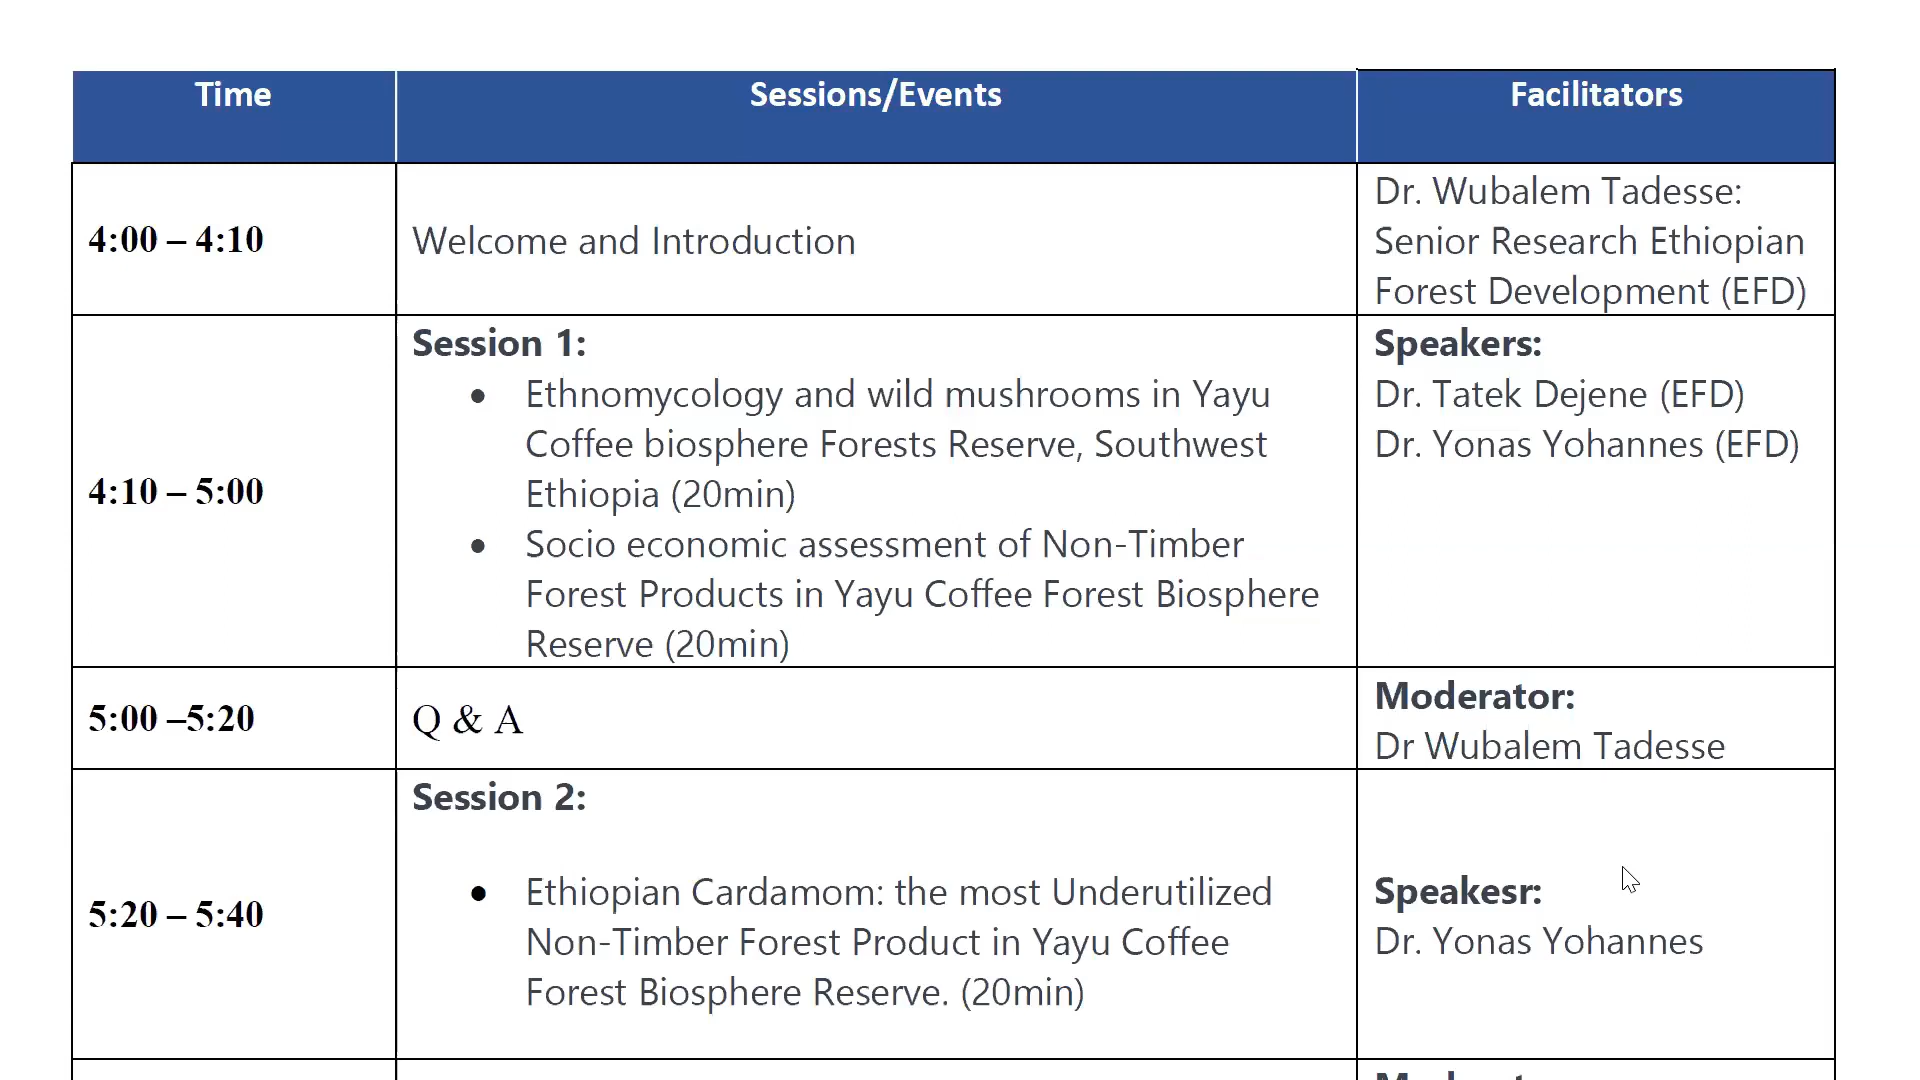 Time
Sessions/Events
Facilitators
4:00 – 4:10
Welcome and Introduction
Dr. Wubalem Tadesse:
Senior Research Ethiopian
Forest Development (EFD)
4:10 – 5:00
Session 1:
● Ethnomycology and wild mushrooms in Yayu
Coffee biosphere Forests Reserve, Southwest
Ethiopia (20min)
● Socio economic assessment of Non-Timber
Forest Products in Yayu Coffee Forest Biosphere
Reserve (20min)
Speakers:
Dr. Tatek Dejene (EFD)
Dr. Yonas Yohannes (EFD)
5:00 –5:20
Q & A
Moderator:
Dr Wubalem Tadesse
5:20 – 5:40
Session 2:
● Ethiopian Cardamom: the most Underutilized
Non-Timber Forest Product in Yayu Coffee
Forest Biosphere Reserve. (20min)
Speakesr:
Dr. Yonas Yohannes